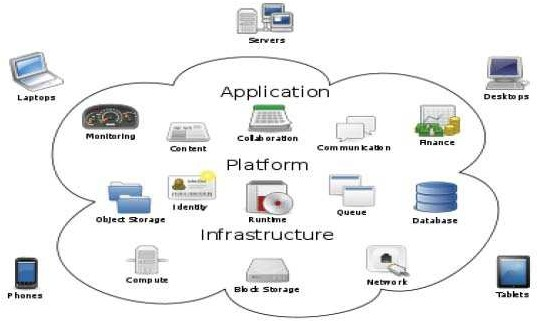 Servers
Laptops
Desktops
Application
Monitoring
Content
Collaboration
Communication
Finance
Platform
Object Storage
Identity
Runtime
Queue
Database
Infrastructure
Compute
Block Storage
Network
Phones
Tablets